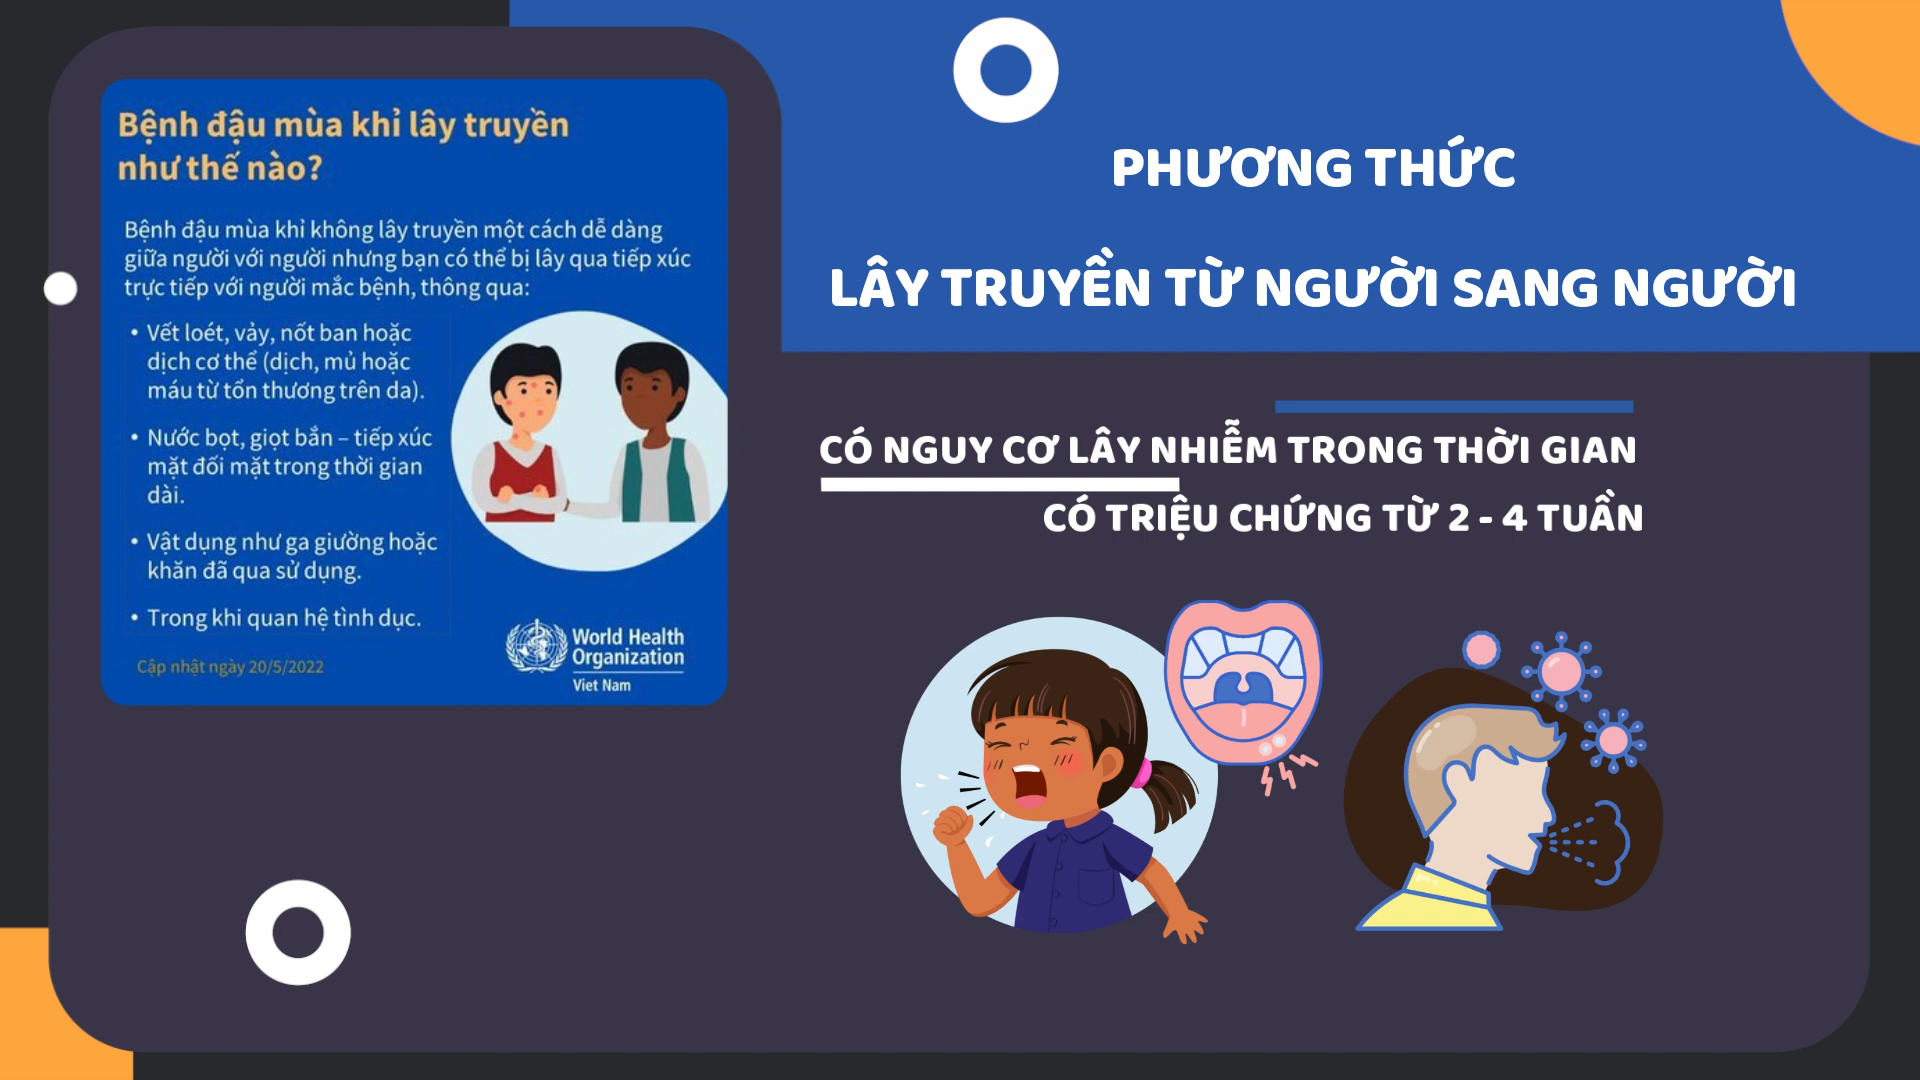 Bệnh đậu mùa khỉ lây truyền
như thế nào?
Bệnh đậu mùa khỉ không lây truyền một cách dễ dàng
giữa người với người nhưng bạn có thể bị lây qua tiếp xúc
trực tiếp với người mắc bệnh, thông qua:
• Vết loét, vảy, nốt ban hoặc
dịch cơ thể (dịch, mủ hoặc
máu từ tổn thương trên da).
• Nước bọt, giọt bắn – tiếp xúc
mặt đối mặt trong thời gian
dài.
• Vật dụng như ga giường hoặc
khăn đã qua sử dụng.
• Trong khi quan hệ tình dục.
Cập nhật ngày 20/5/2022
World Health
Organization
Viet Nam
PHƯƠNG THỨC
LÂY TRUYỀN TỪ NGƯỜI SANG NGƯỜI
CÓ NGUY CƠ LÂY NHIỄM TRONG THỜI GIAN
CÓ TRIỆU CHỨNG TỪ 2 - 4 TUẦN